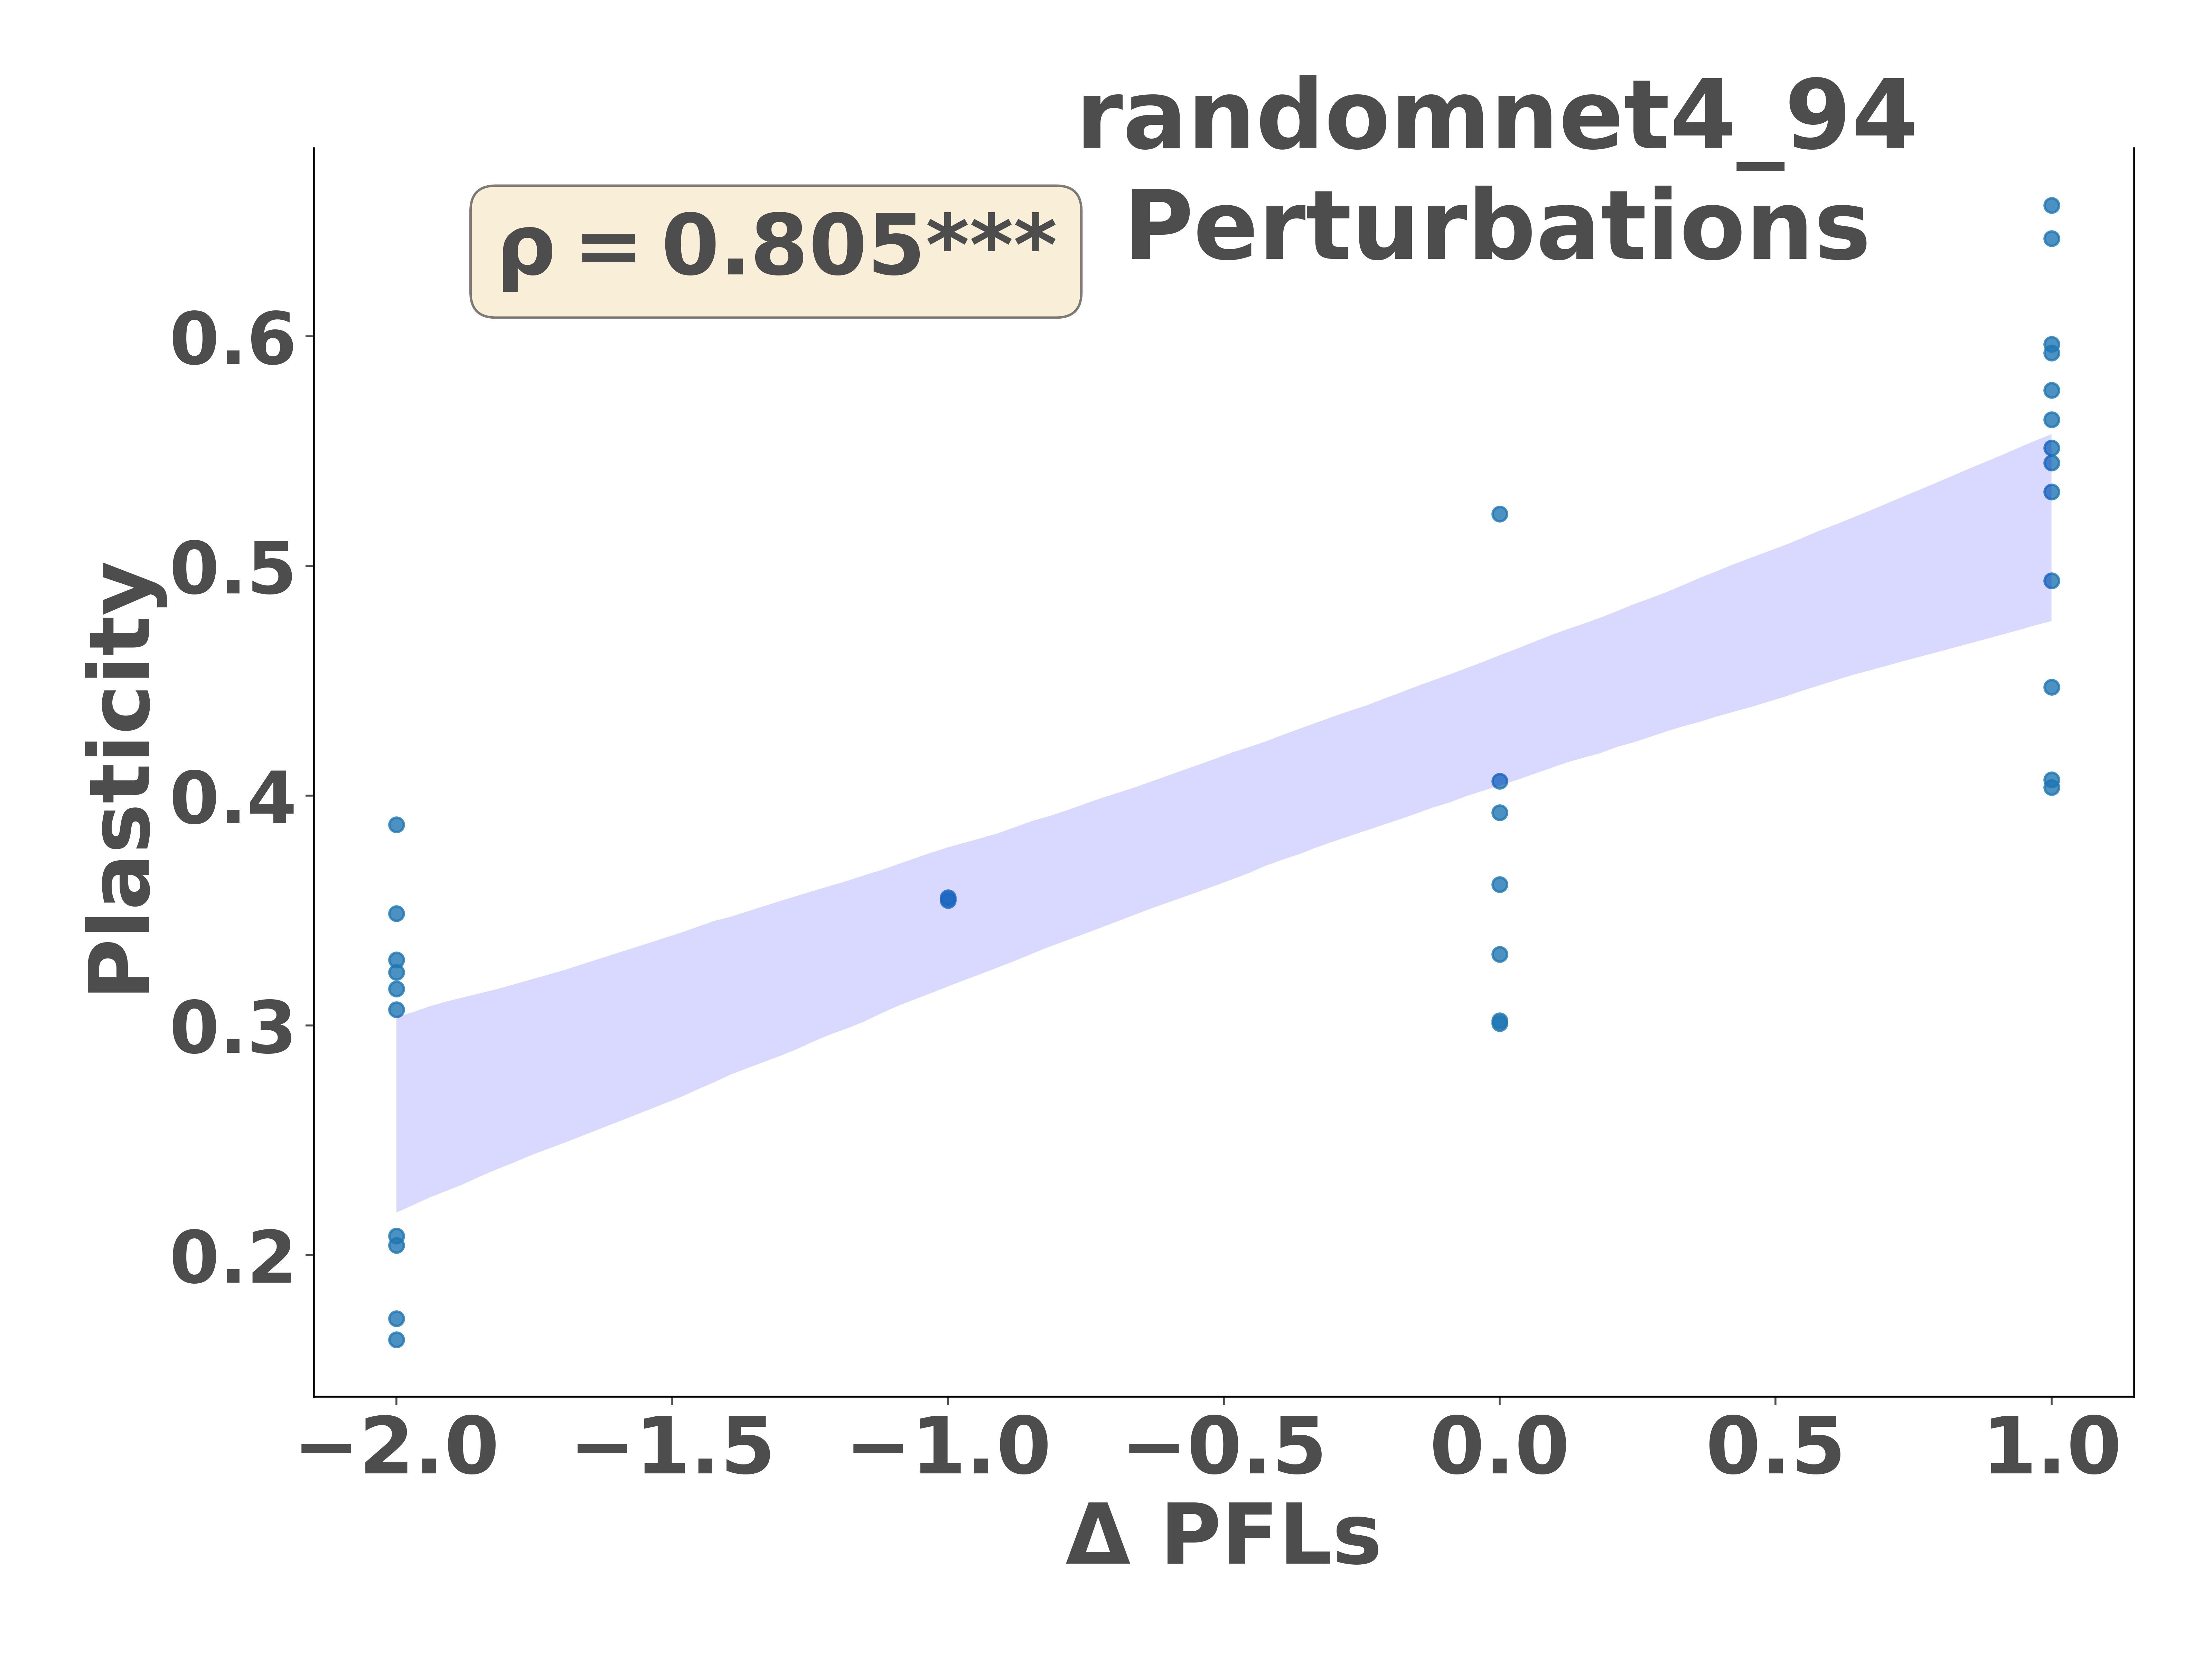 randomnet4_94
Perturbations
ρ = 0.805***
Plasticity
0.6
0.5
0.4
0.3
0.2
−2.0 −1.5 −1.0 −0.5 0.0 0.5 1.0
Δ PFLs